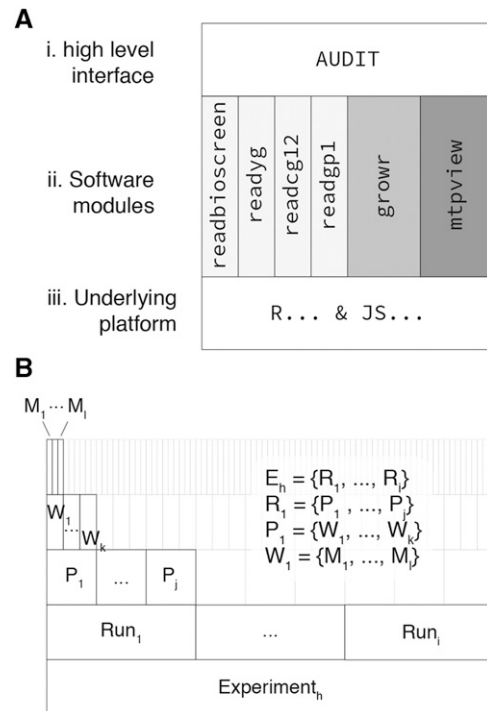 A
i. high level
interface
AUDIT
ii. Software
modules
readbioscreen
readyg
readcg12
readgp1
growr
mtpview
iii. Underlying
platform
R... & JS...
B
M₁ ... Mₗ
W₁
...
Wₖ
Eₕ = {R₁, ..., Rᵢ}
R₁ = {P₁ , ..., Pⱼ}
P₁ = {W₁, ..., Wₖ}
W₁ = {M₁, ..., Mₗ}
P₁ ... Pⱼ
Run₁ ... Runᵢ
Experimentₕ